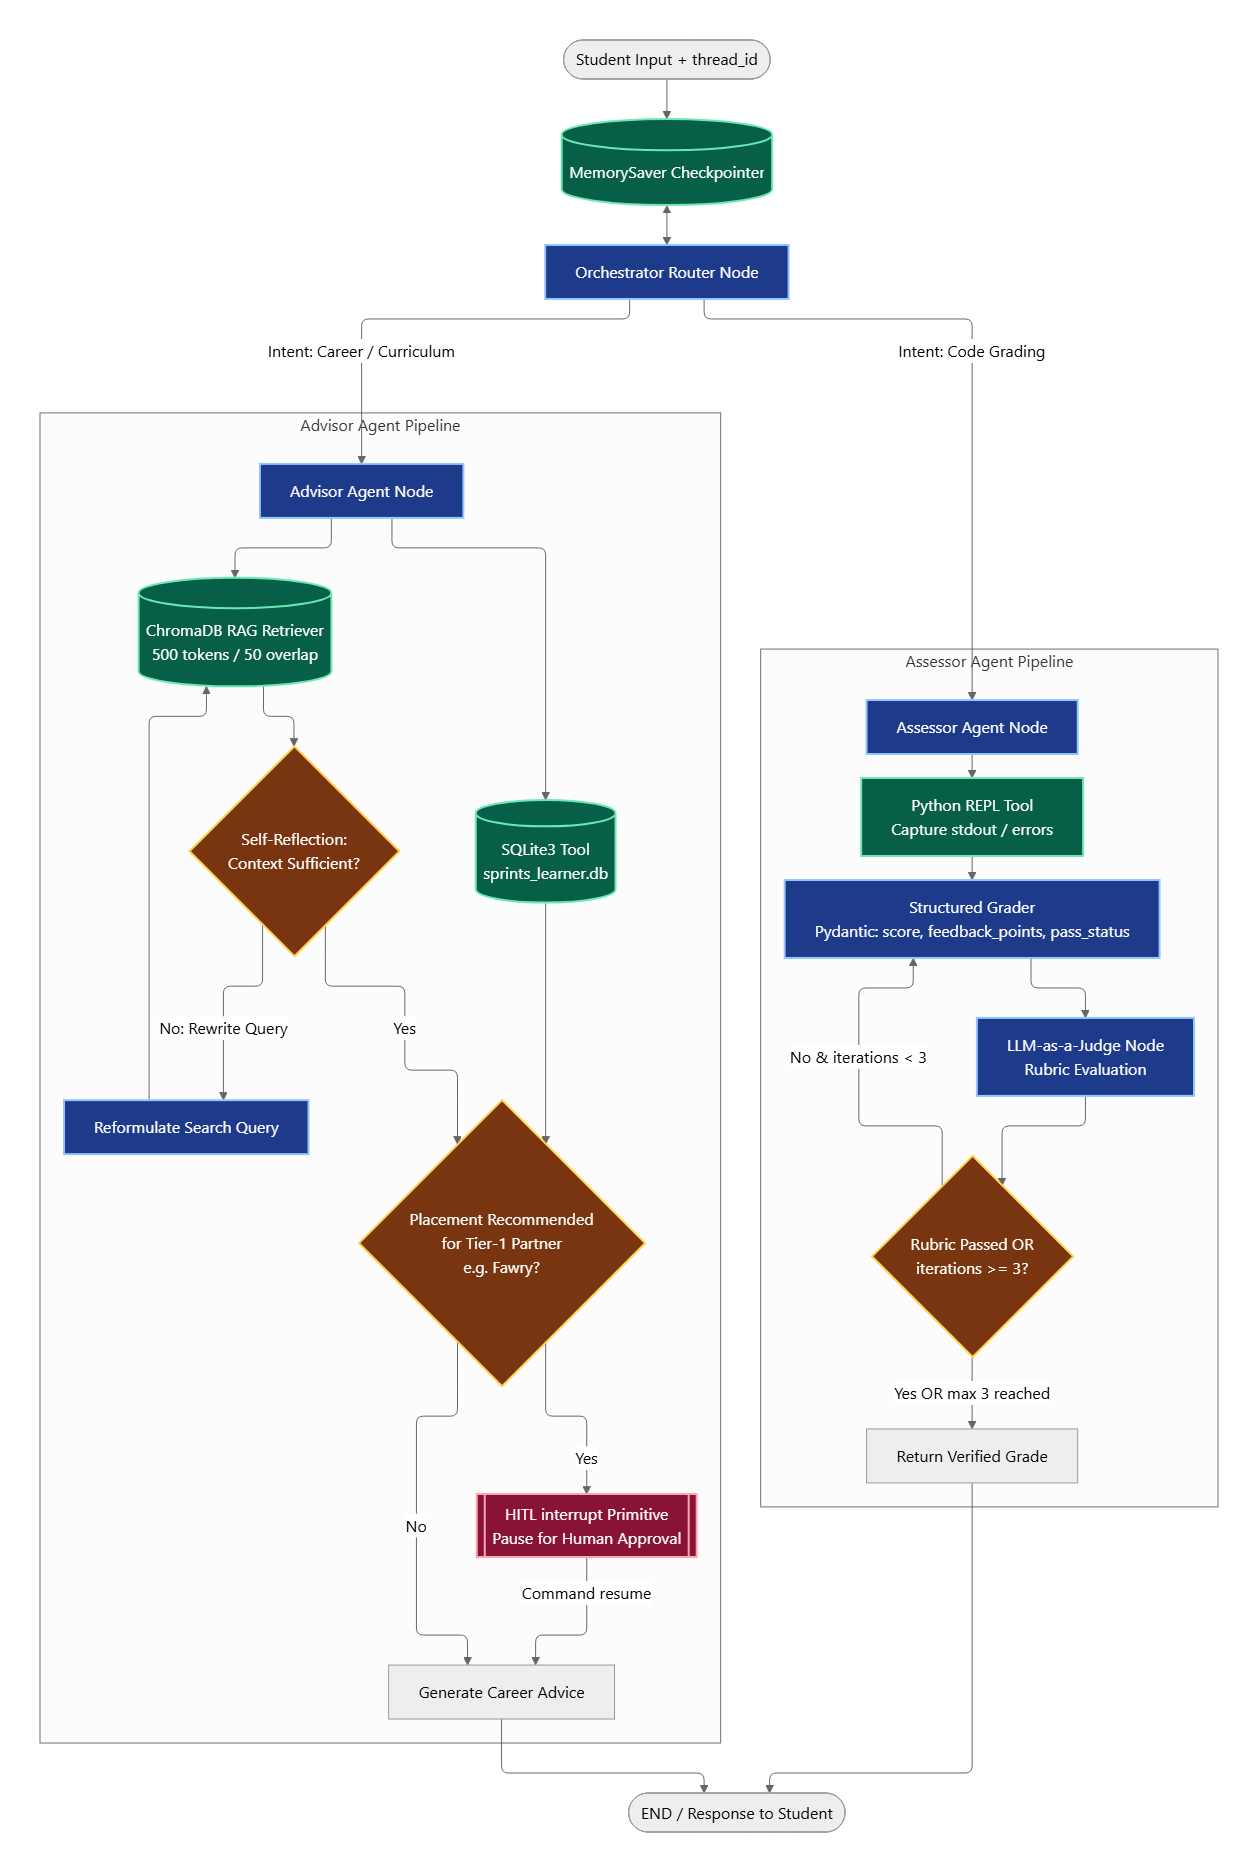 Student Input + thread_id
MemorySaver Checkpointer
Orchestrator Router Node
Intent: Career / Curriculum
Intent: Code Grading
Advisor Agent Pipeline
Advisor Agent Node
ChromaDB RAG Retriever
500 tokens / 50 overlap
Self-Reflection:
Context Sufficient?
SQLite3 Tool
sprints_learner.db
No: Rewrite Query
Yes
Reformulate Search Query
Placement Recommended
for Tier-1 Partner
e.g. Fawry?
Yes
No
HITL interrupt Primitive
Pause for Human Approval
Command resume
Generate Career Advice
Assessor Agent Pipeline
Assessor Agent Node
Python REPL Tool
Capture stdout / errors
Structured Grader
Pydantic: score, feedback_points, pass_status
No & iterations < 3
LLM-as-a-Judge Node
Rubric Evaluation
Rubric Passed OR
iterations >= 3?
Yes OR max 3 reached
Return Verified Grade
END / Response to Student